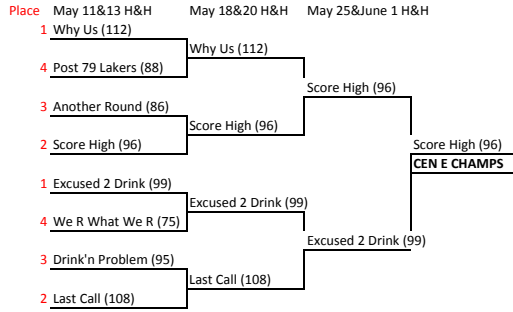 Place May 11&13 H&H May 18&20 H&H May 25&June 1 H&H
1 Why Us (112)
Why Us (112)
4 Post 79 Lakers (88)
Score High (96)
3 Another Round (86)
Score High (96)
2 Score High (96)
Score High (96)
CEN E CHAMPS
1 Excused 2 Drink (99)
Excused 2 Drink (99)
4 We R What We R (75)
Excused 2 Drink (99)
3 Drink'n Problem (95)
Last Call (108)
2 Last Call (108)